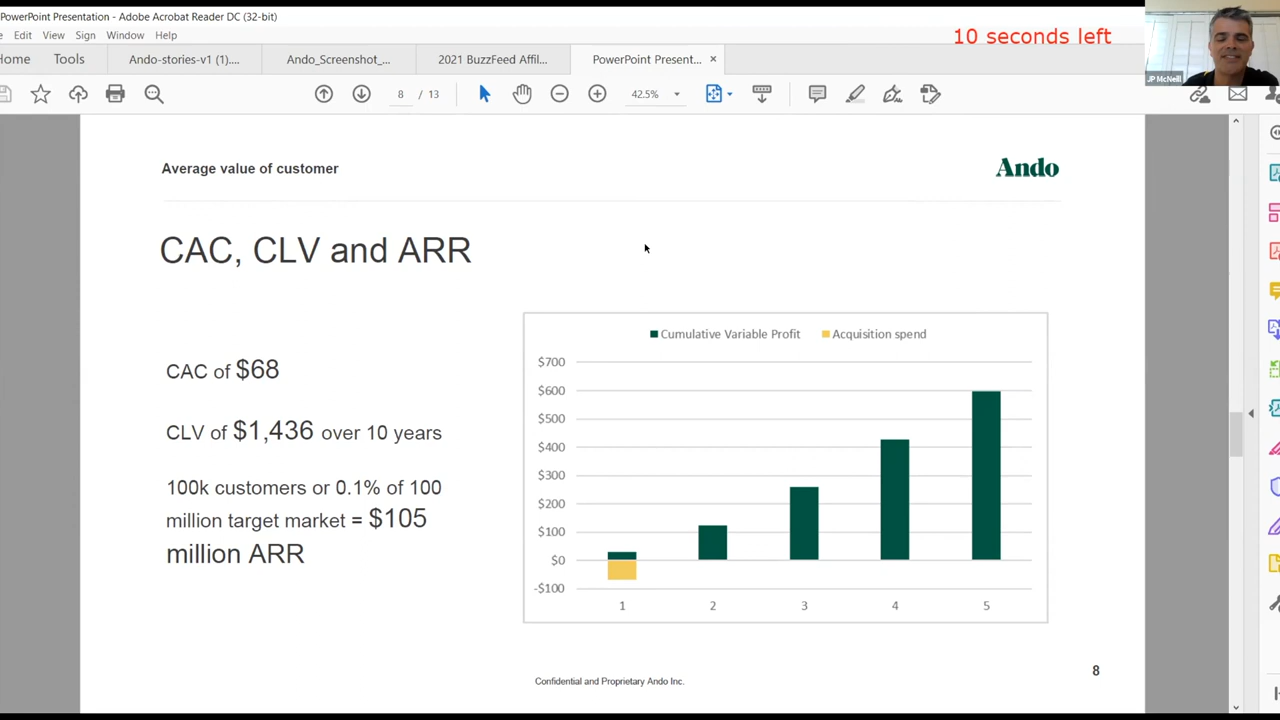 PowerPoint Presentation - Adobe Acrobat Reader DC (32-bit)
Edit View Sign Window Help
10 seconds left
JP McNeill
Home Tools Ando-stories-v1 (1).... Ando_Screenshot_... 2021 BuzzFeed Affil... PowerPoint Present... ×
8 / 13 42.5%
Average value of customer
Ando
CAC, CLV and ARR
CAC of $68
CLV of $1,436 over 10 years
100k customers or 0.1% of 100
million target market = $105
million ARR
Cumulative Variable Profit Acquisition spend
$700
$600
$500
$400
$300
$200
$100
$0
-$100
1 2 3 4 5
8
Confidential and Proprietary Ando Inc.